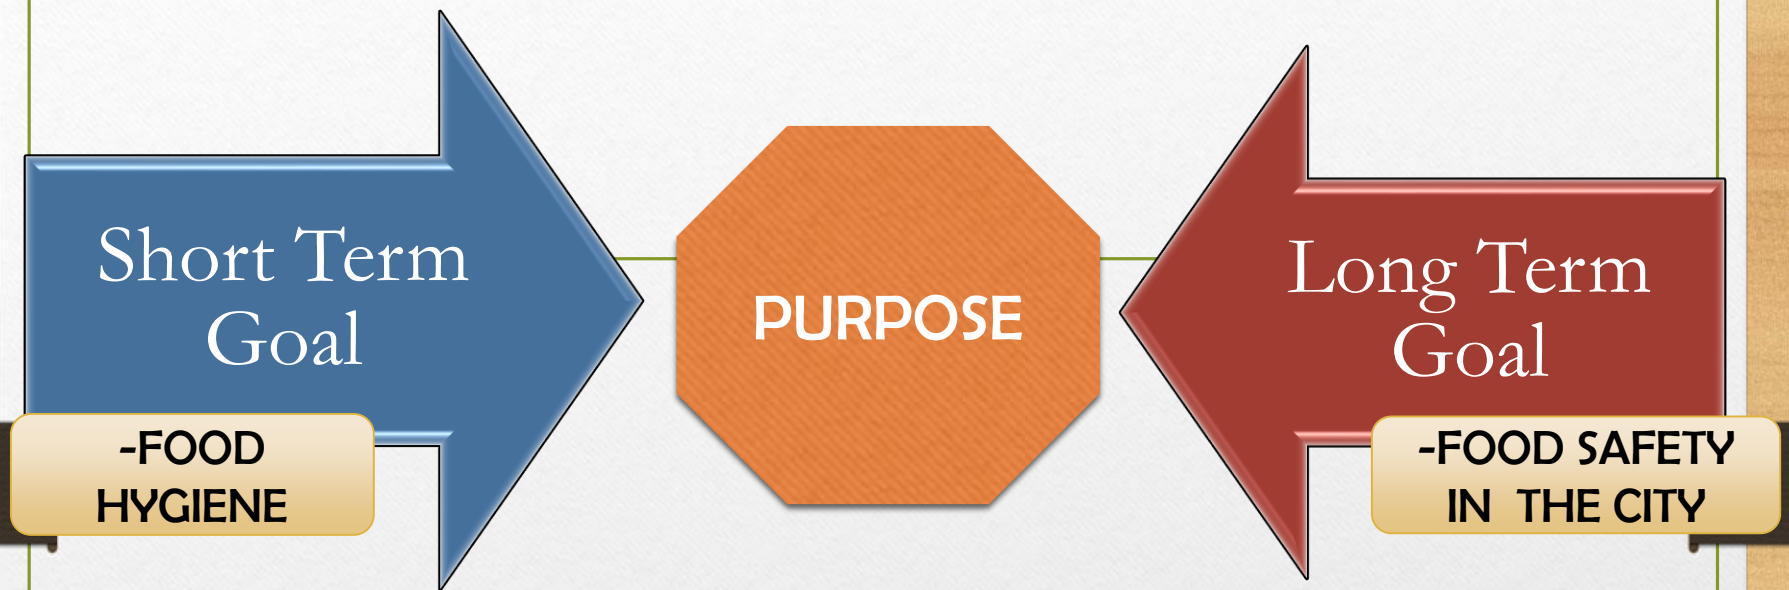 Short Term
Goal
-FOOD
HYGIENE
PURPOSE
Long Term
Goal
-FOOD SAFETY
IN THE CITY